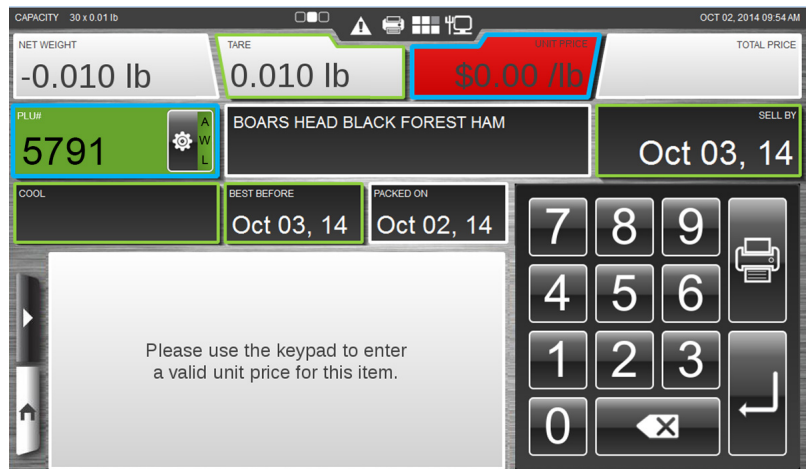 CAPACITY 30 x 0.01 lb
OCT 02, 2014 09:54 AM
NET WEIGHT
-0.010 lb
TARE
0.010 lb
UNIT PRICE
$0.00 /lb
TOTAL PRICE
PLU#
5791
A
W
L
BOARS HEAD BLACK FOREST HAM
SELL BY
Oct 03, 14
COOL
BEST BEFORE
Oct 03, 14
PACKED ON
Oct 02, 14
Please use the keypad to enter
a valid unit price for this item.
7 8 9
4 5 6
1 2 3
0